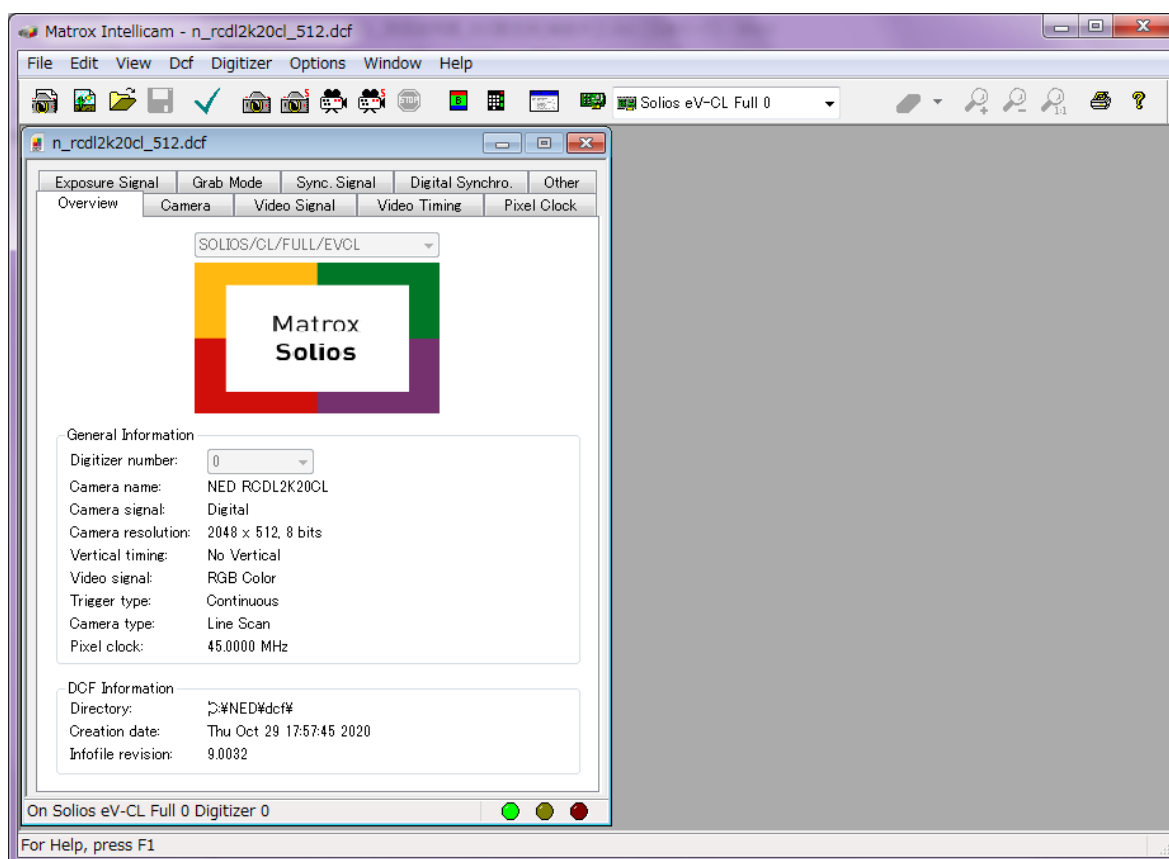 Matrox Intellicam - n_rcdl2k20cl_512.dcf
File Edit View Dcf Digitizer Options Window Help
STOP B Solios eV-CL Full 0 1:1
n_rcdl2k20cl_512.dcf
Exposure Signal Grab Mode Sync. Signal Digital Synchro. Other
Overview Camera Video Signal Video Timing Pixel Clock
SOLIOS/CL/FULL/EVCL
Matrox
Solios
General Information
Digitizer number: 0
Camera name: NED RCDL2K20CL
Camera signal: Digital
Camera resolution: 2048 x 512, 8 bits
Vertical timing: No Vertical
Video signal: RGB Color
Trigger type: Continuous
Camera type: Line Scan
Pixel clock: 45.0000 MHz
DCF Information
Directory: :¥NED¥dcf¥
Creation date: Thu Oct 29 17:57:45 2020
Infofile revision: 9.0032
On Solios eV-CL Full 0 Digitizer 0
For Help, press F1